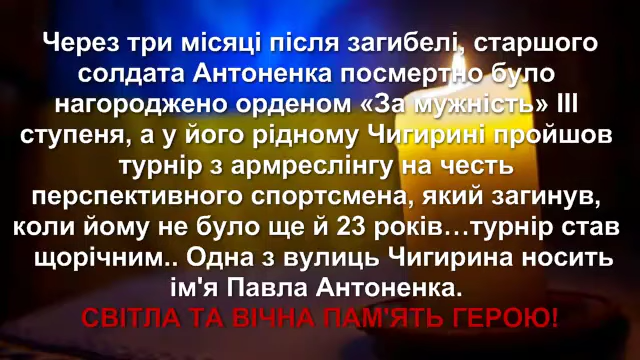 Через три місяці після загибелі, старшого
солдата Антоненка посмертно було
нагороджено орденом «За мужність» III
ступеня, а у його рідному Чигирині пройшов
турнір з армреслінгу на честь
перспективного спортсмена, який загинув,
коли йому не було ще й 23 років…турнір став
щорічним.. Одна з вулиць Чигирина носить
ім'я Павла Антоненка.
СВІТЛА ТА ВІЧНА ПАМ'ЯТЬ ГЕРОЮ!